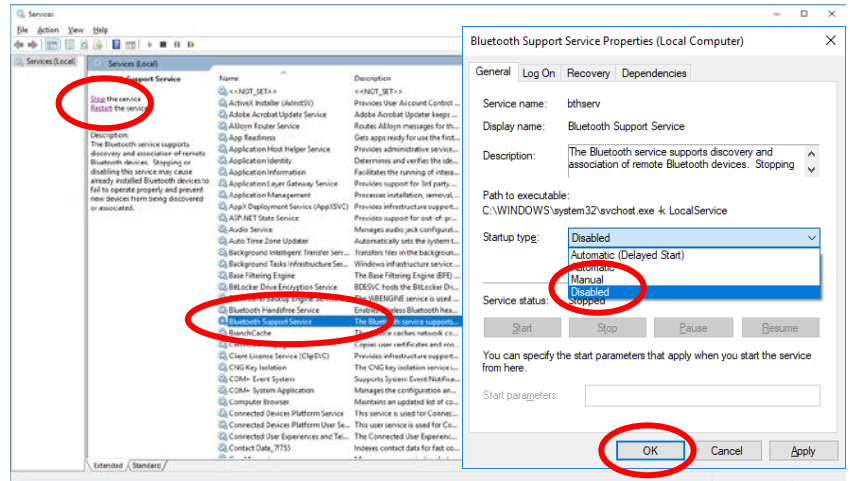 Services
File Action View Help
Services (Local)
Services (Local)
Support Service
Stop the service
Restart the service
Description:
The Bluetooth service supports
discovery and association of remote
Bluetooth devices. Stopping or
disabling this service may cause
already installed Bluetooth devices to
fail to operate properly and prevent
new devices from being discovered
or associated.
Name Description
<<NOT_SET>> <<NOT_SET>>
ActiveX Installer (AxInstSV) Provides User Account Control ...
Adobe Acrobat Update Service Adobe Acrobat Updater keeps ...
AllJoyn Router Service Routes AllJoyn messages for th...
App Readiness Gets apps ready for use the first...
Application Host Helper Service Provides administrative service...
Application Identity Determines and verifies the ide...
Application Information Facilitates the running of intera...
Application Layer Gateway Service Provides support for 3rd party ...
Application Management Processes installation, removal,...
AppX Deployment Service (AppXSVC) Provides infrastructure support...
ASP.NET State Service Provides support for out-of-pr...
Audio Service Manages audio jack configurat...
Auto Time Zone Updater Automatically sets the system t...
Background Intelligent Transfer Serv... Transfers files in the backgroun...
Background Tasks Infrastructure Ser... Windows infrastructure service ...
Base Filtering Engine The Base Filtering Engine (BFE) ...
BitLocker Drive Encryption Service BDESVC hosts the BitLocker Dri...
Block Level Backup Engine Service The WBENGINE service is used ...
Bluetooth Handsfree Service Enables wireless Bluetooth hea...
Bluetooth Support Service The Bluetooth service supports...
BranchCache This service caches network co...
Copies user certificates and roo...
Client License Service (ClipSVC) Provides infrastructure support...
CNG Key Isolation The CNG key isolation service i...
COM+ Event System Supports System Event Notifica...
COM+ System Application Manages the configuration an...
Computer Browser Maintains an updated list of co...
Connected Devices Platform Service This service is used for Connec...
Connected Devices Platform User Se... This user service is used for Co...
Connected User Experiences and Tel... The Connected User Experienc...
Contact Data_7f755 Indexes contact data for fast co...
Extended Standard
Bluetooth Support Service Properties (Local Computer)
General Log On Recovery Dependencies
Service name: bthserv
Display name: Bluetooth Support Service
Description: The Bluetooth service supports discovery and
association of remote Bluetooth devices. Stopping
Path to executable:
C:\WINDOWS\system32\svchost.exe -k LocalService
Startup type: Disabled
Automatic (Delayed Start)
Automatic
Manual
Disabled
Service status: Stopped
Start Stop Pause Resume
You can specify the start parameters that apply when you start the service
from here.
Start parameters:
OK Cancel Apply